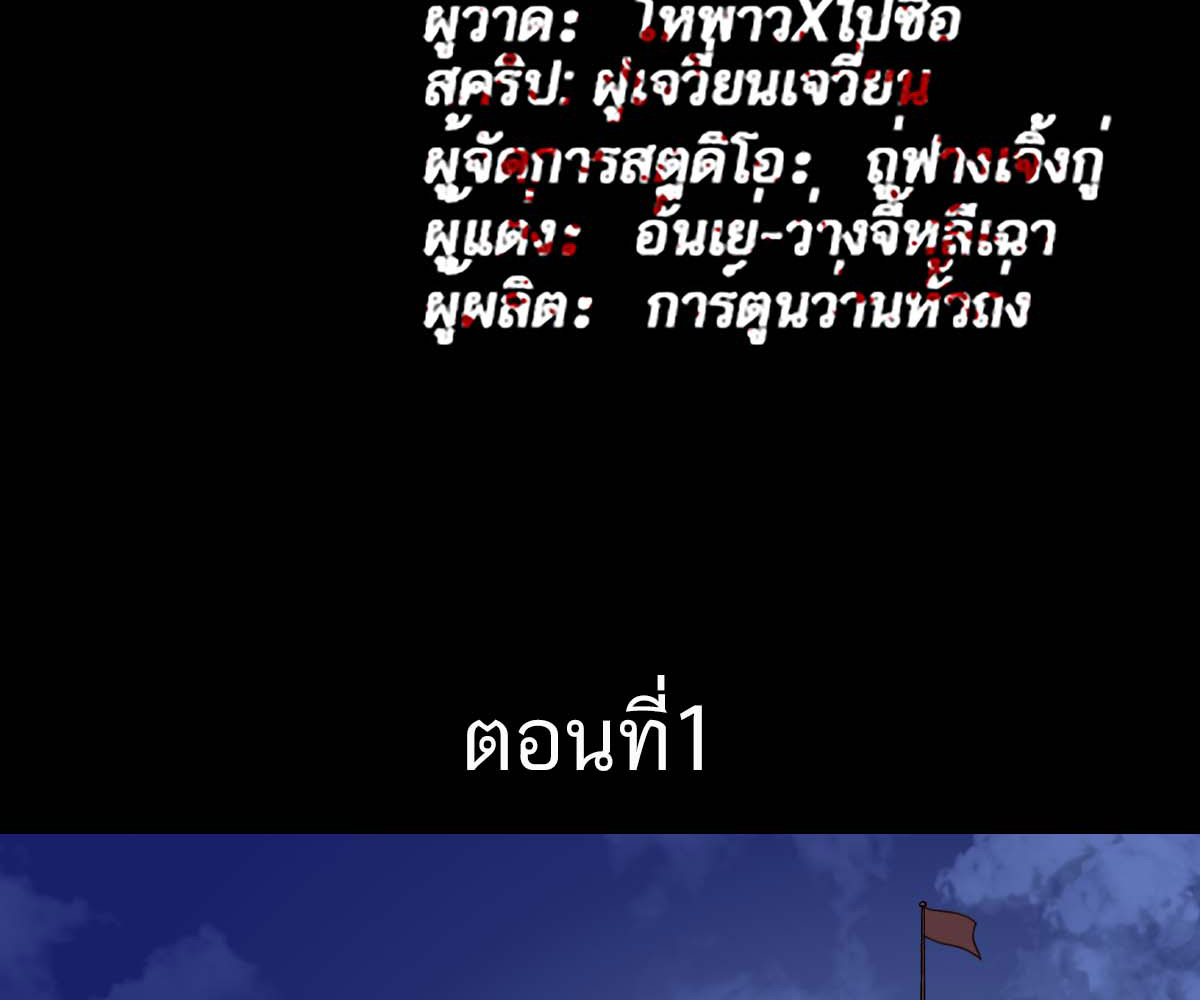 ผู้วาด: โหพาวXไปซือ
สคริป: ผู่เจวี่ยนเจวี่ยน
ผู้จัดการสตูดิโอ: ถู่ฟางเจิ้งกู่
ผู้แต่ง: อ้นเย่-ว่างจี้หลีเฉา
ผู้ผลิต: การ์ตูนว่านท้ัวถ่ง
ตอนที่1